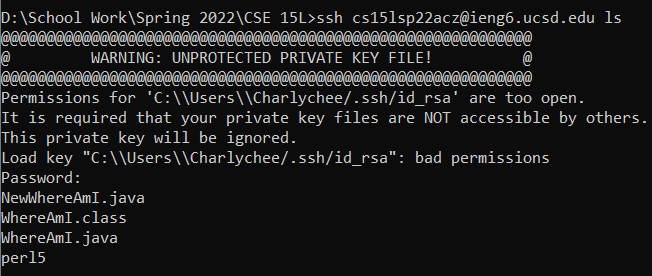 D:\School Work\Spring 2022\CSE 15L>ssh cs15lsp22acz@ieng6.ucsd.edu ls
@@@@@@@@@@@@@@@@@@@@@@@@@@@@@@@@@@@@@@@@@@@@@@@@@@@@@@@@@@@
@         WARNING: UNPROTECTED PRIVATE KEY FILE!          @
@@@@@@@@@@@@@@@@@@@@@@@@@@@@@@@@@@@@@@@@@@@@@@@@@@@@@@@@@@@
Permissions for 'C:\\Users\\Charlychee/.ssh/id_rsa' are too open.
It is required that your private key files are NOT accessible by others.
This private key will be ignored.
Load key "C:\\Users\\Charlychee/.ssh/id_rsa": bad permissions
Password:
NewWhereAmI.java
WhereAmI.class
WhereAmI.java
perl5